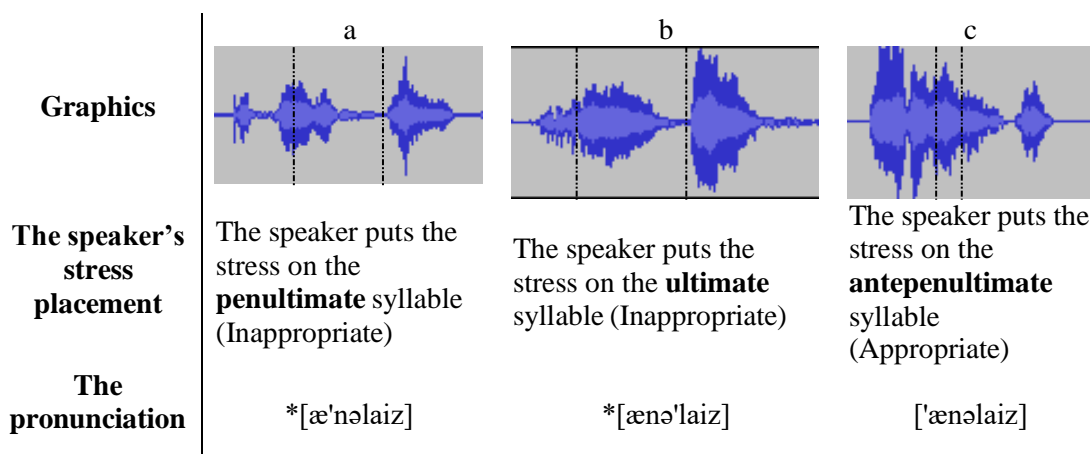 a b c
Graphics
The speaker's stress placement
The speaker puts the
stress on the
penultimate syllable
(Inappropriate)
The speaker puts the
stress on the ultimate
syllable (Inappropriate)
The speaker puts the
stress on the
antepenultimate
syllable
(Appropriate)
The pronunciation
*[æ'nəlaiz] *[ænə'laiz] ['ænəlaiz]